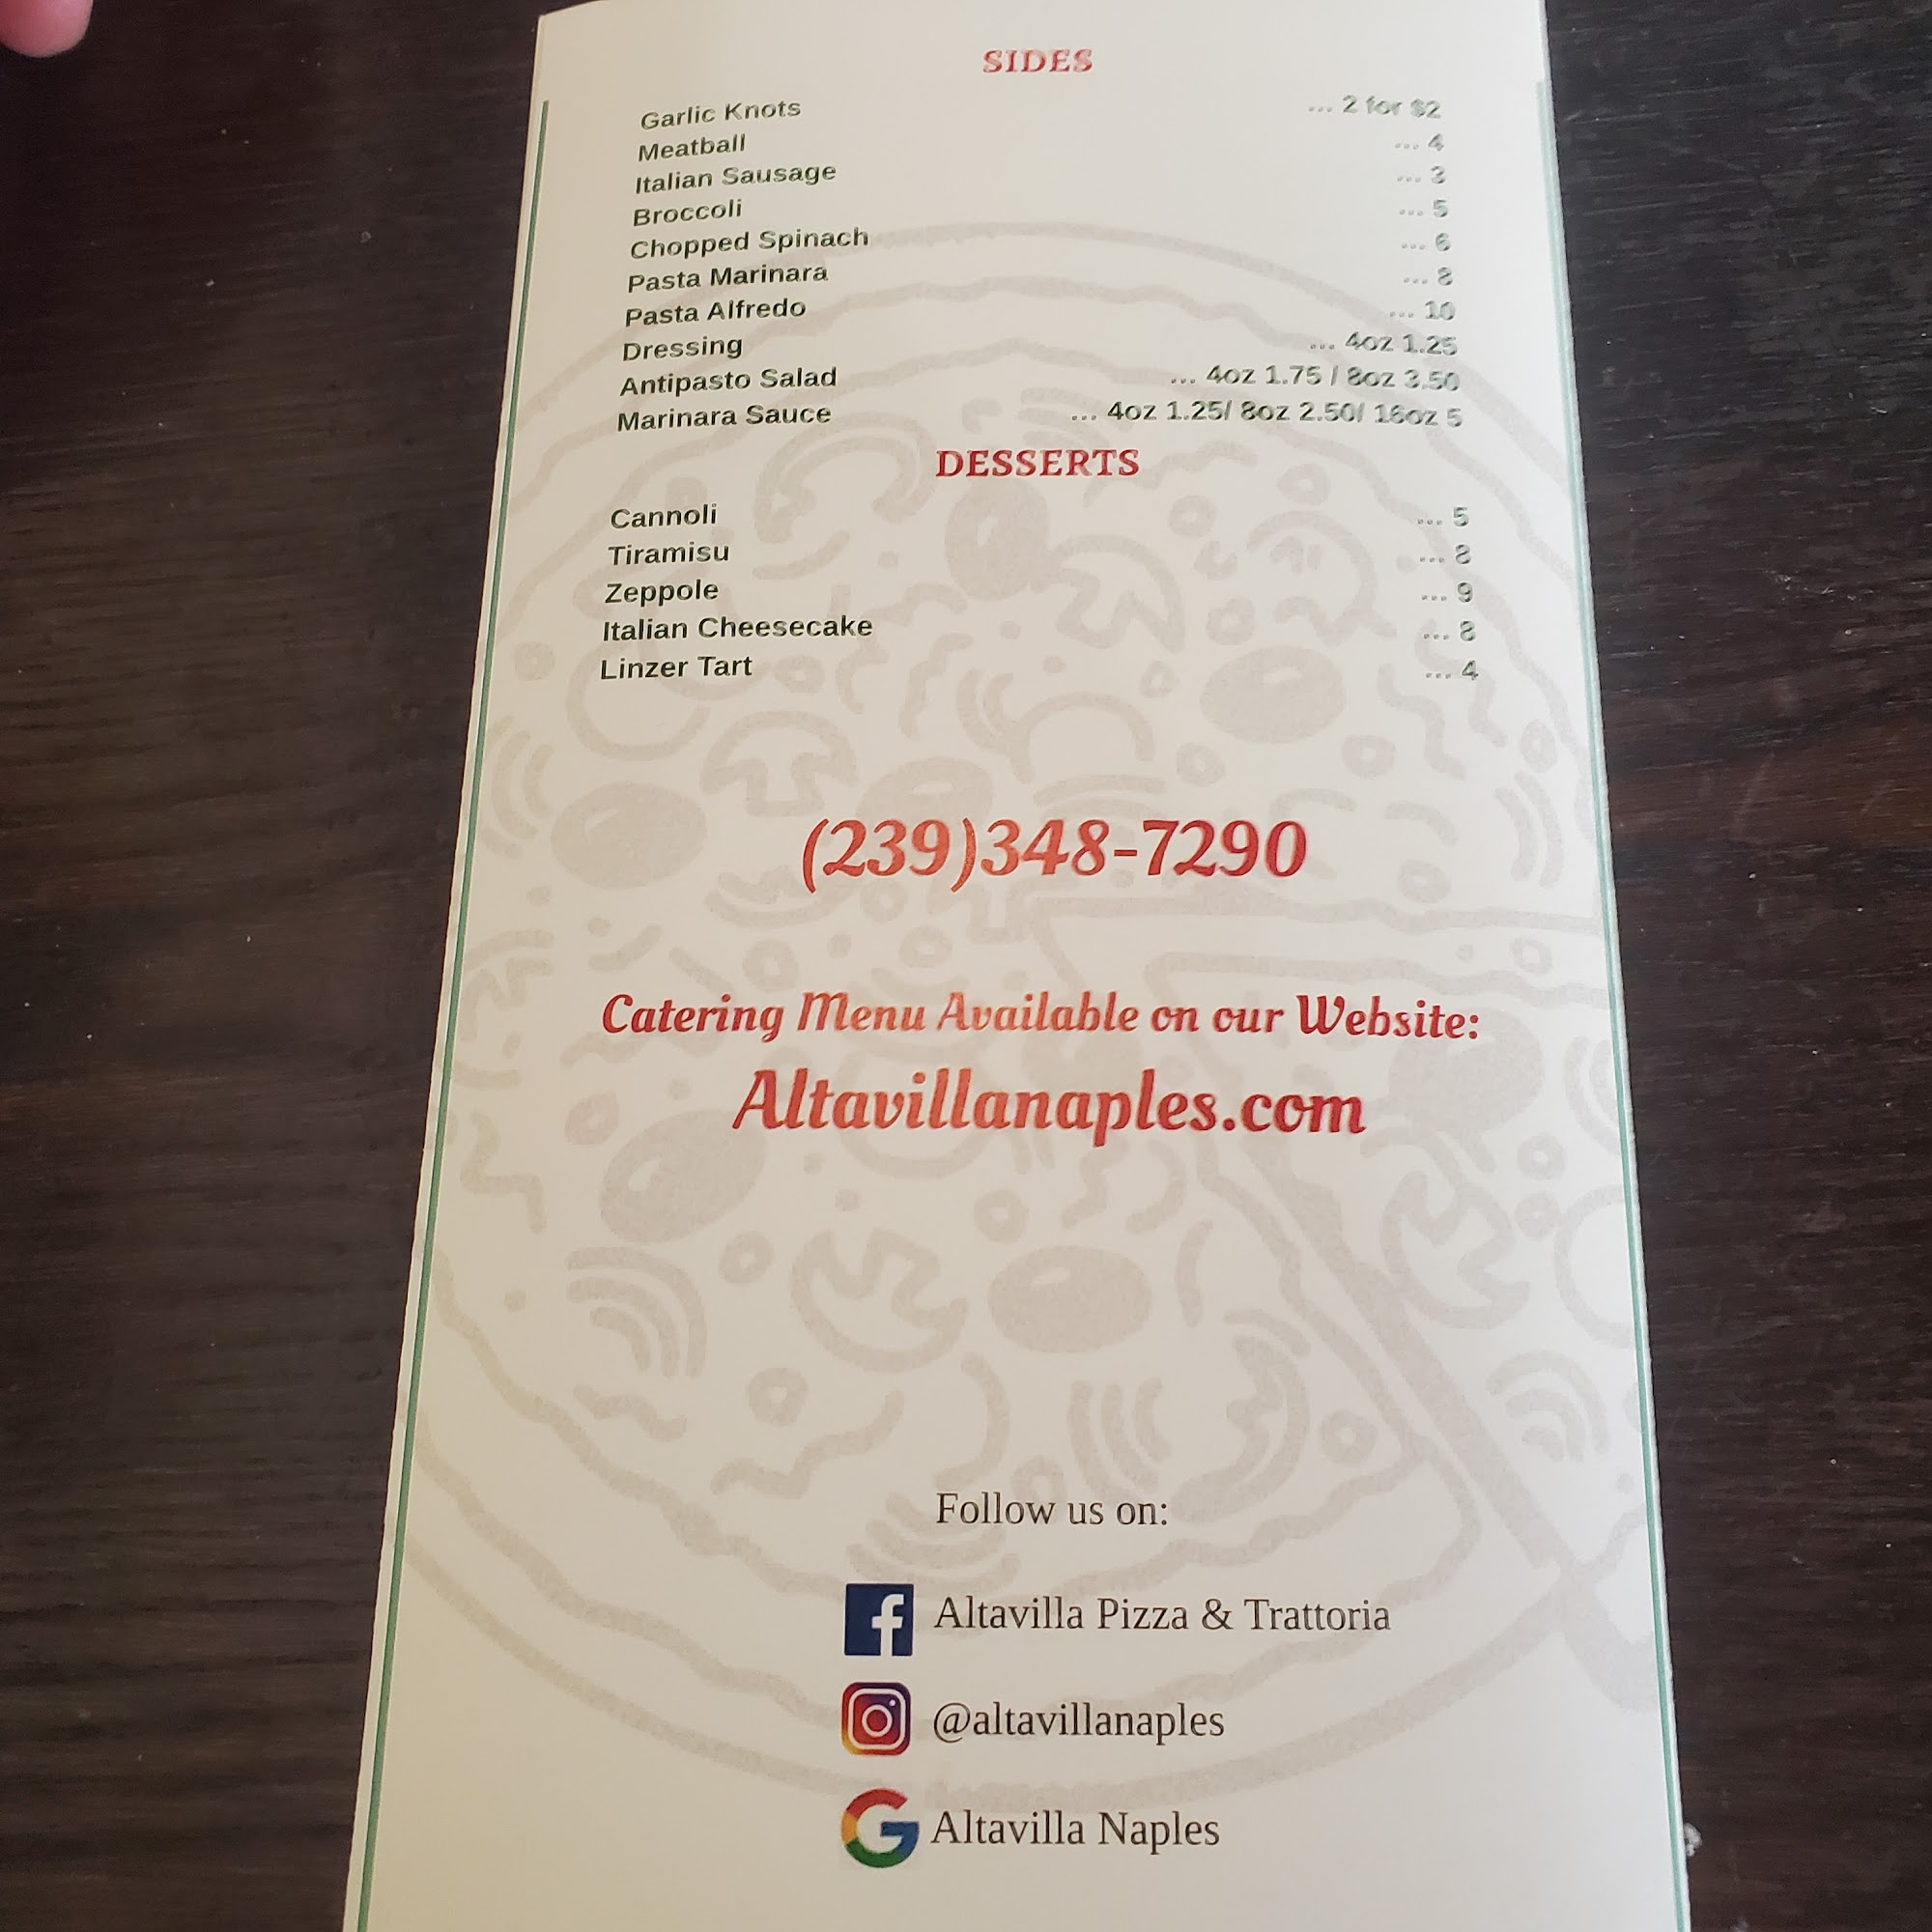 SIDES
Garlic Knots ... 2 for $2
Meatball ... 4
Italian Sausage ... 3
Broccoli ... 5
Chopped Spinach ... 6
Pasta Marinara ... 8
Pasta Alfredo ... 10
Dressing ... 4oz 1.25
Antipasto Salad ... 4oz 1.75 / 8oz 3.50
Marinara Sauce ... 4oz 1.25/ 8oz 2.50/ 16oz 5
DESSERTS
Cannoli ... 5
Tiramisu ... 8
Zeppole ... 9
Italian Cheesecake ... 8
Linzer Tart ... 4
(239)348-7290
Catering Menu Available on our Website:
Altavillanaples.com
Follow us on:
f Altavilla Pizza & Trattoria
@altavillanaples
G Altavilla Naples